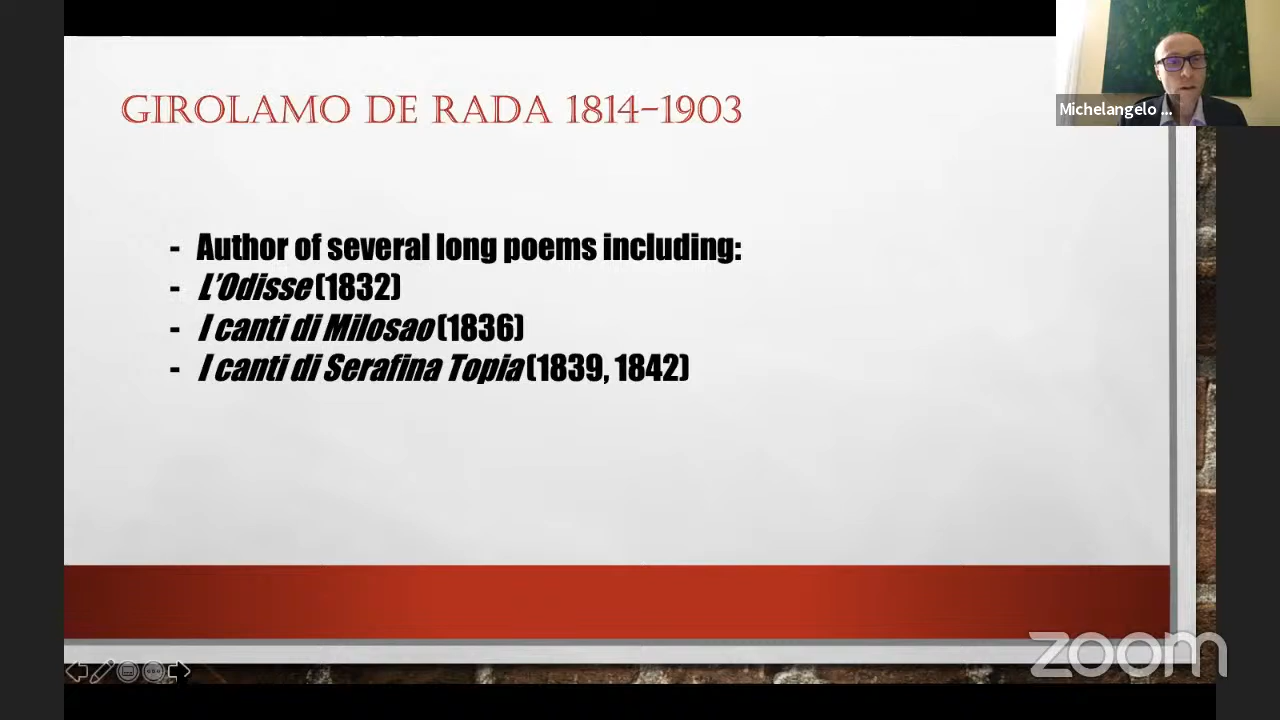 GIROLAMO DE RADA 1814-1903
- Author of several long poems including:
- L'Odisse (1832)
- I canti di Milosao (1836)
- I canti di Serafina Topia (1839, 1842)
Michelangelo ...
zoom